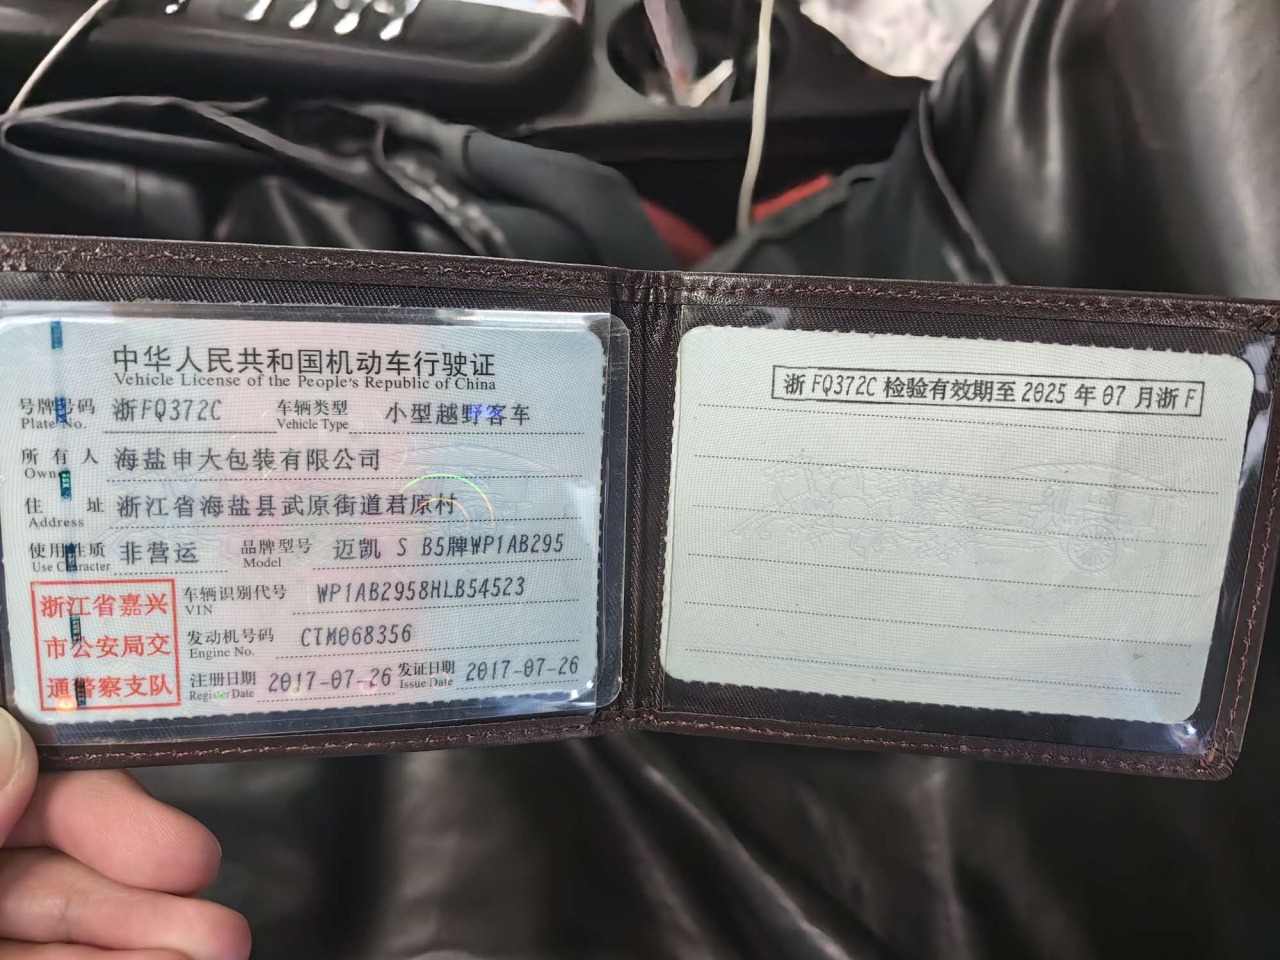 中华人民共和国机动车行驶证
Vehicle License of the People's Republic of China
号牌号码 浙FQ372C 车辆类型 小型越野客车
Plate No. Vehicle Type
所有人 海盐申大包装有限公司
Owner
住址 浙江省海盐县武原街道君原村
Address
使用性质 非营运 品牌型号 迈凯 S B5牌WP1AB295
Use Character Model
浙江省嘉兴
市公安局交
通警察支队
车辆识别代号 WP1AB2958HLB54523
VIN
发动机号码 CTM068356
Engine No.
注册日期 2017-07-26 发证日期 2017-07-26
Register Date Issue Date
浙FQ372C 检验有效期至 2025 年 07 月浙 F